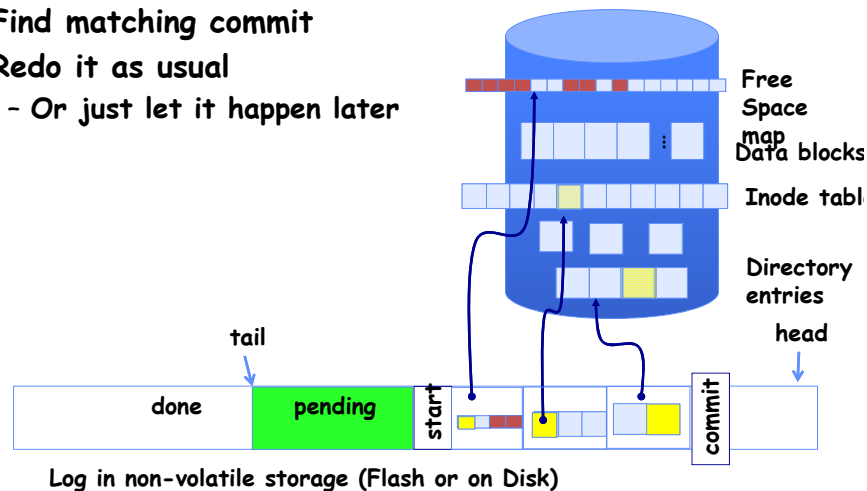 Find matching commit
Redo it as usual
– Or just let it happen later
Free
Space
map
Data blocks
⋮
Inode table
Directory
entries
tail
head
done
pending
start
commit
Log in non-volatile storage (Flash or on Disk)